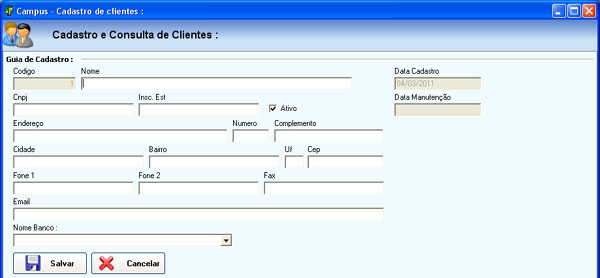 Campus - Cadastro de clientes :
Cadastro e Consulta de Clientes :
Guia de Cadastro :
Codigo Nome Data Cadastro
1 04/03/2011
Cnpj Insc. Est Ativo Data Manutenção
Endereço Numero Complemento
Cidade Bairro Uf Cep
Fone 1 Fone 2 Fax
Email
Nome Banco :
Salvar Cancelar